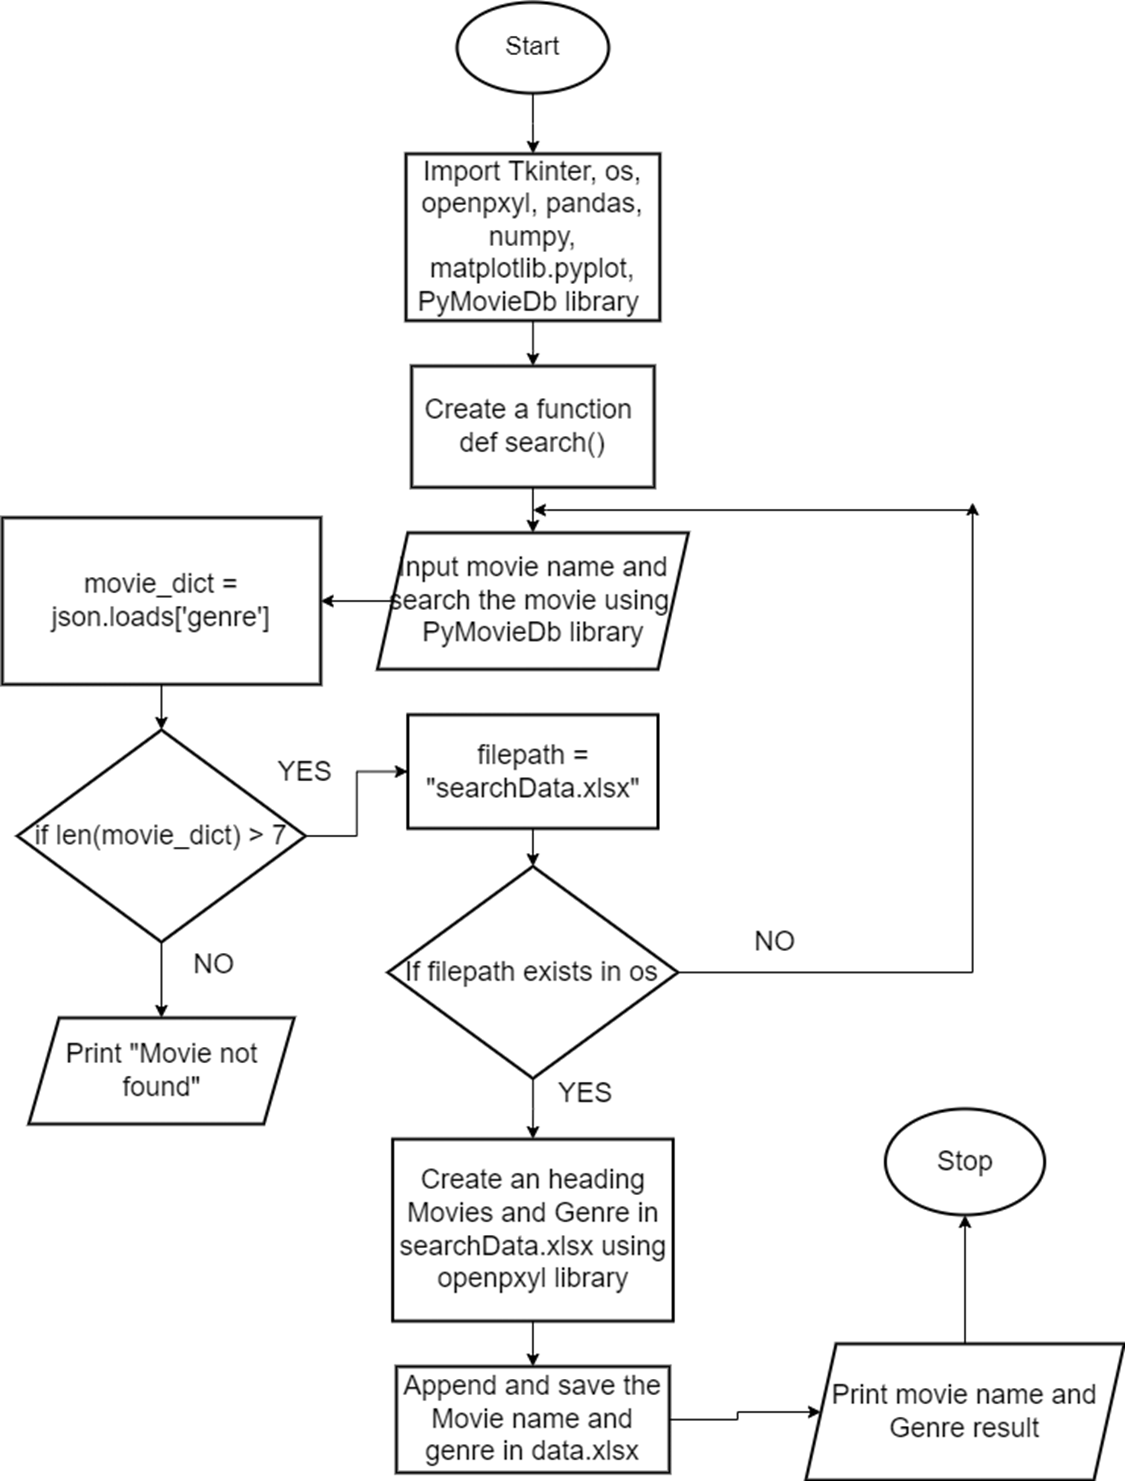 Start
Import Tkinter, os,
openpxyl, pandas,
numpy,
matplotlib.pyplot,
PyMovieDb library
Create a function
def search()
Input movie name and
search the movie using
PyMovieDb library
movie_dict =
json.loads['genre']
if len(movie_dict) > 7
YES
NO
Print "Movie not
found"
filepath =
"searchData.xlsx"
If filepath exists in os
NO
YES
Create an heading
Movies and Genre in
searchData.xlsx using
openpxyl library
Append and save the
Movie name and
genre in data.xlsx
Print movie name and
Genre result
Stop